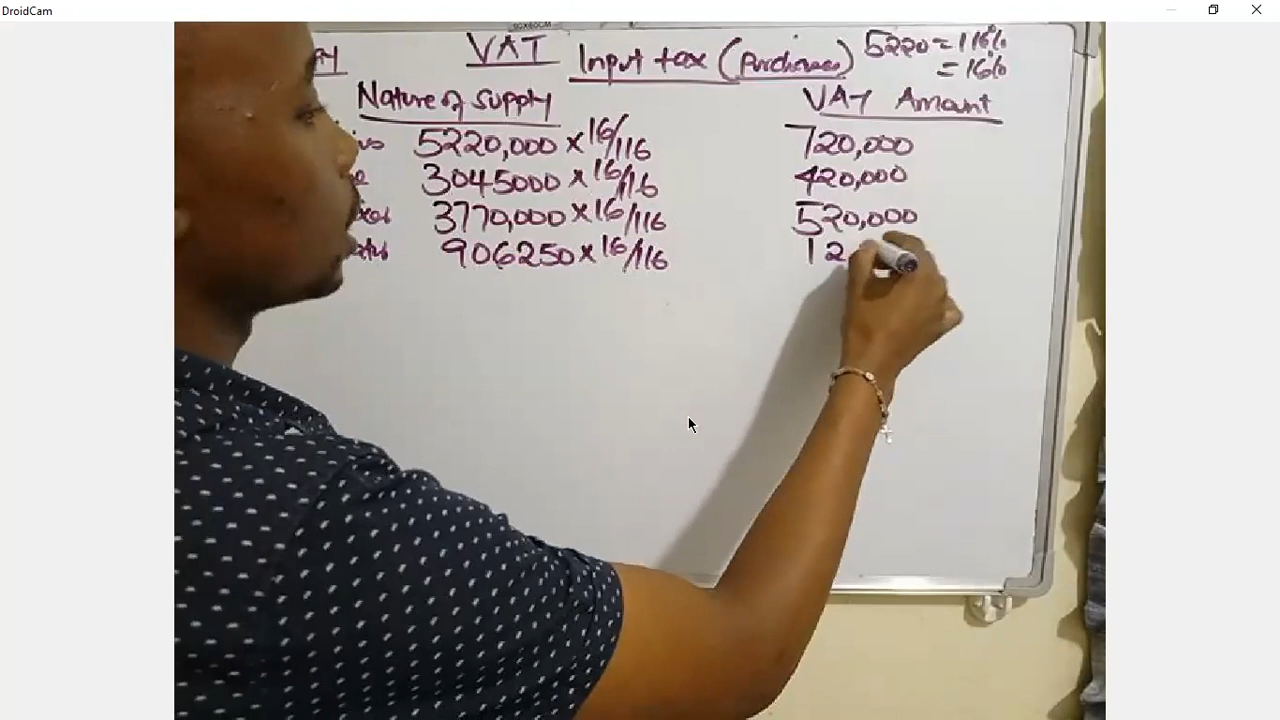 DroidCam
VAT Input tax (Purchases) 5220 = 116%
= 16%
Nature of supply VAT Amount
5220,000 × 16/116 720,000
3045000 × 16/116 420,000
3770,000 × 16/116 520,000
906250 × 16/116 12